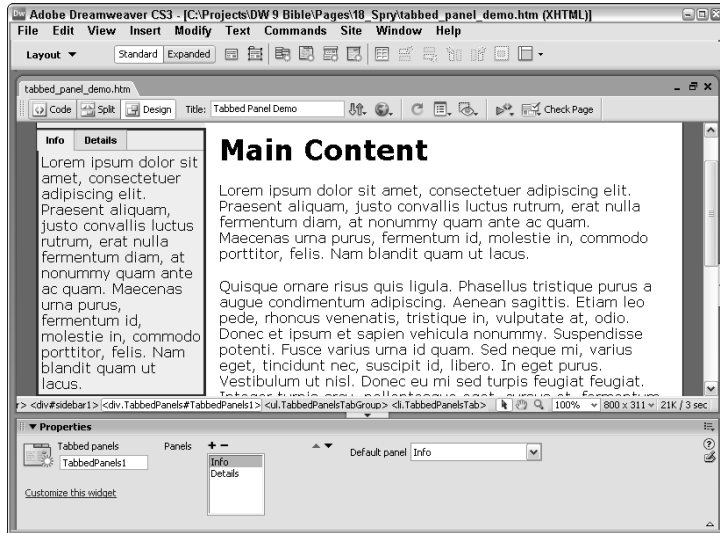 Dw Adobe Dreamweaver CS3 - [C:\Projects\DW 9 Bible\Pages\18_Spry\tabbed_panel_demo.htm (XHTML)]
File Edit View Insert Modify Text Commands Site Window Help
Layout Standard Expanded
tabbed_panel_demo.htm
Code Split Design Title: Tabbed Panel Demo Check Page
Info Details
Lorem ipsum dolor sit
amet, consectetuer
adipiscing elit.
Praesent aliquam,
justo convallis luctus
rutrum, erat nulla
fermentum diam, at
nonummy quam ante
ac quam. Maecenas
urna purus,
fermentum id,
molestie in, commodo
porttitor, felis. Nam
blandit quam ut
lacus.
Main Content
Lorem ipsum dolor sit amet, consectetuer adipiscing elit.
Praesent aliquam, justo convallis luctus rutrum, erat nulla
fermentum diam, at nonummy quam ante ac quam.
Maecenas urna purus, fermentum id, molestie in, commodo
porttitor, felis. Nam blandit quam ut lacus.
Quisque ornare risus quis ligula. Phasellus tristique purus a
augue condimentum adipiscing. Aenean sagittis. Etiam leo
pede, rhoncus venenatis, tristique in, vulputate at, odio.
Donec et ipsum et sapien vehicula nonummy. Suspendisse
potenti. Fusce varius urna id quam. Sed neque mi, varius
eget, tincidunt nec, suscipit id, libero. In eget purus.
Vestibulum ut nisl. Donec eu mi sed turpis feugiat feugiat.
Integer turpis arcu, pellentesque eget, cursus et, fermentum
r> <div#sidebar1> <div.TabbedPanels#TabbedPanels1> <ul.TabbedPanelsTabGroup> <li.TabbedPanelsTab> 100% 800 x 311 21K / 3 sec
Properties
Tabbed panels Panels + −
TabbedPanels1 Info Default panel Info
Details
Customize this widget